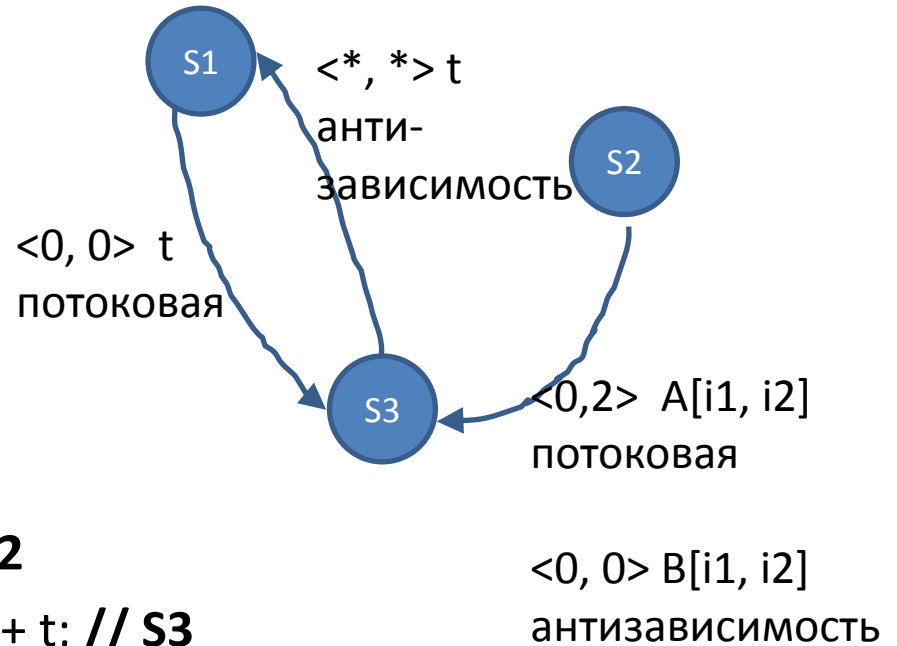 S1
<*, *> t
анти-
зависимость
S2
<0, 0> t
потоковая
S3
<0,2> A[i1, i2]
потоковая
2
<0, 0> B[i1, i2]
+ t; // S3
антизависимость